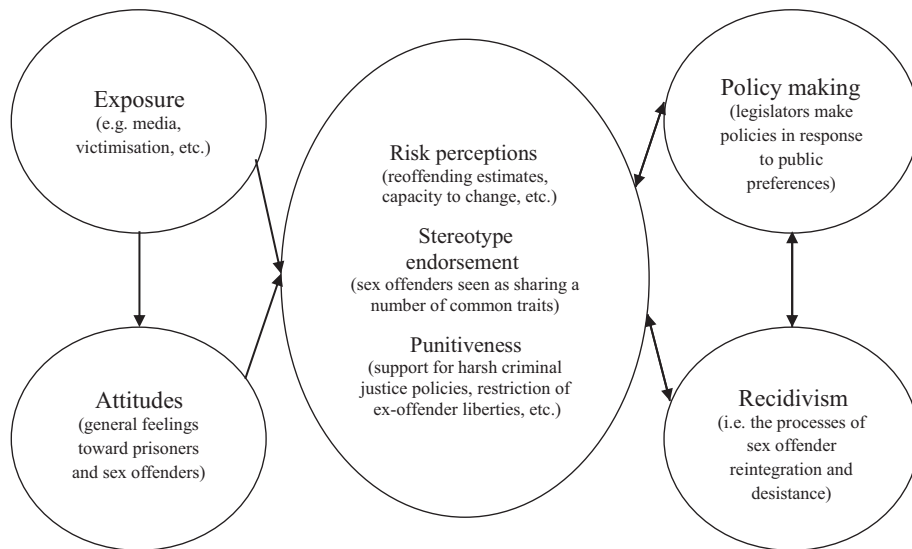 Exposure
(e.g. media,
victimisation, etc.)
Attitudes
(general feelings
toward prisoners
and sex offenders)
Risk perceptions
(reoffending estimates,
capacity to change, etc.)
Stereotype
endorsement
(sex offenders seen as sharing a
number of common traits)
Punitiveness
(support for harsh criminal
justice policies, restriction of
ex-offender liberties, etc.)
Policy making
(legislators make
policies in response
to public
preferences)
Recidivism
(i.e. the processes of
sex offender
reintegration and
desistance)